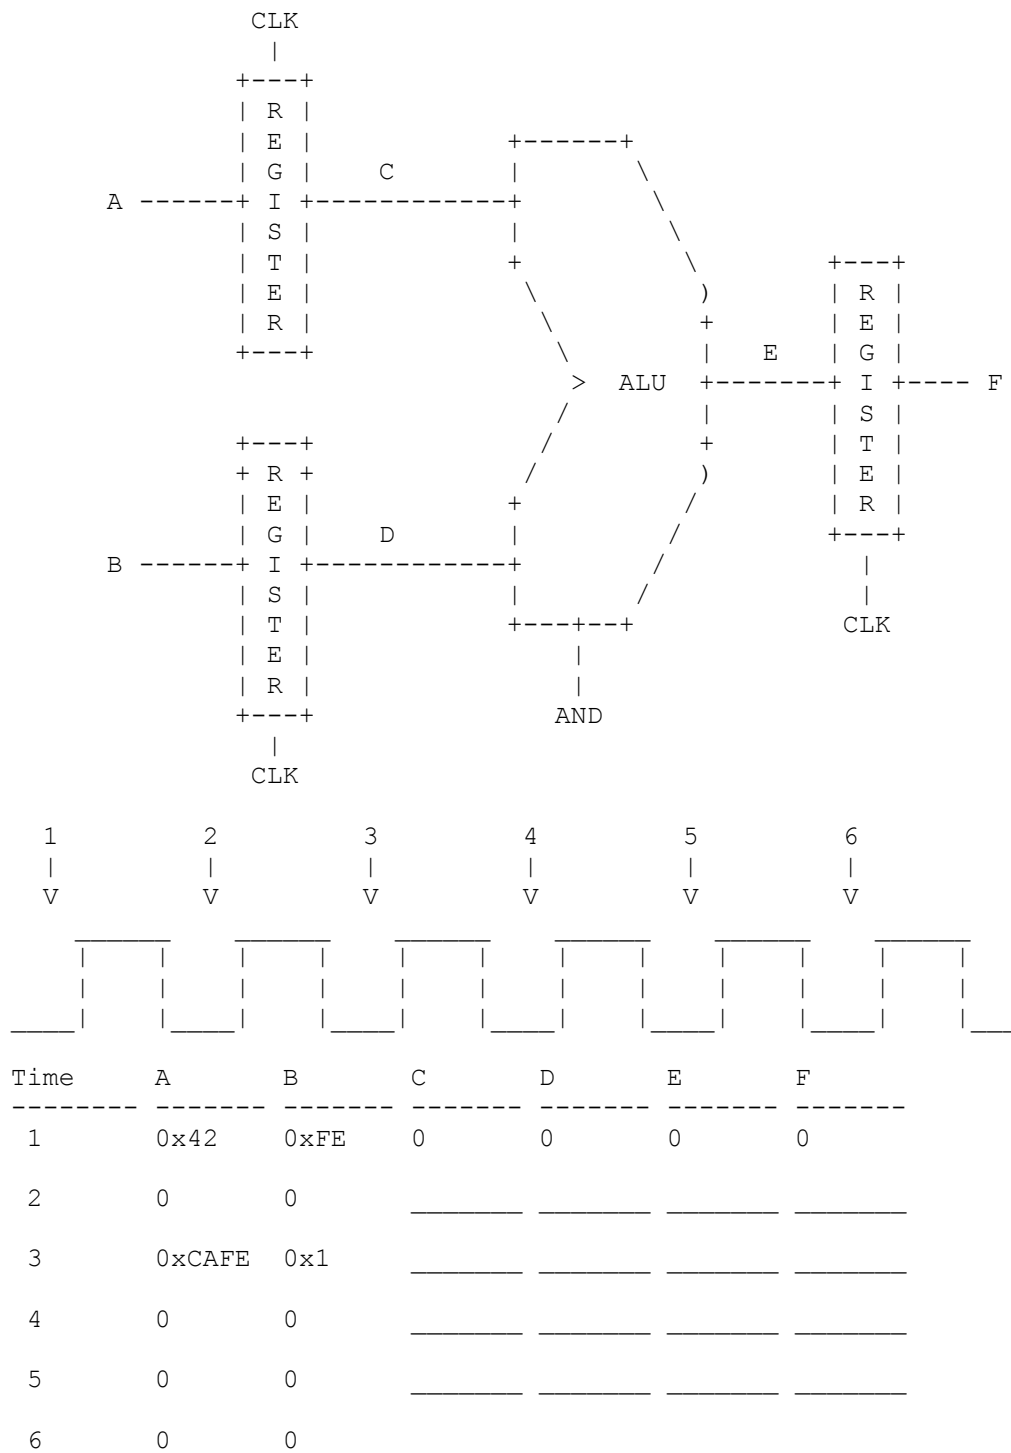 CLK
R
E
G C
A I
S
T
E R
R E
E G
ALU I F
S
R T
E E
G D R
B I
S
T CLK
E
R
AND
CLK
1 2 3 4 5 6
V V V V V V
Time A B C D E F
1 0x42 0xFE 0 0 0 0
2 0 0
3 0xCAFE 0x1
4 0 0
5 0 0
6 0 0